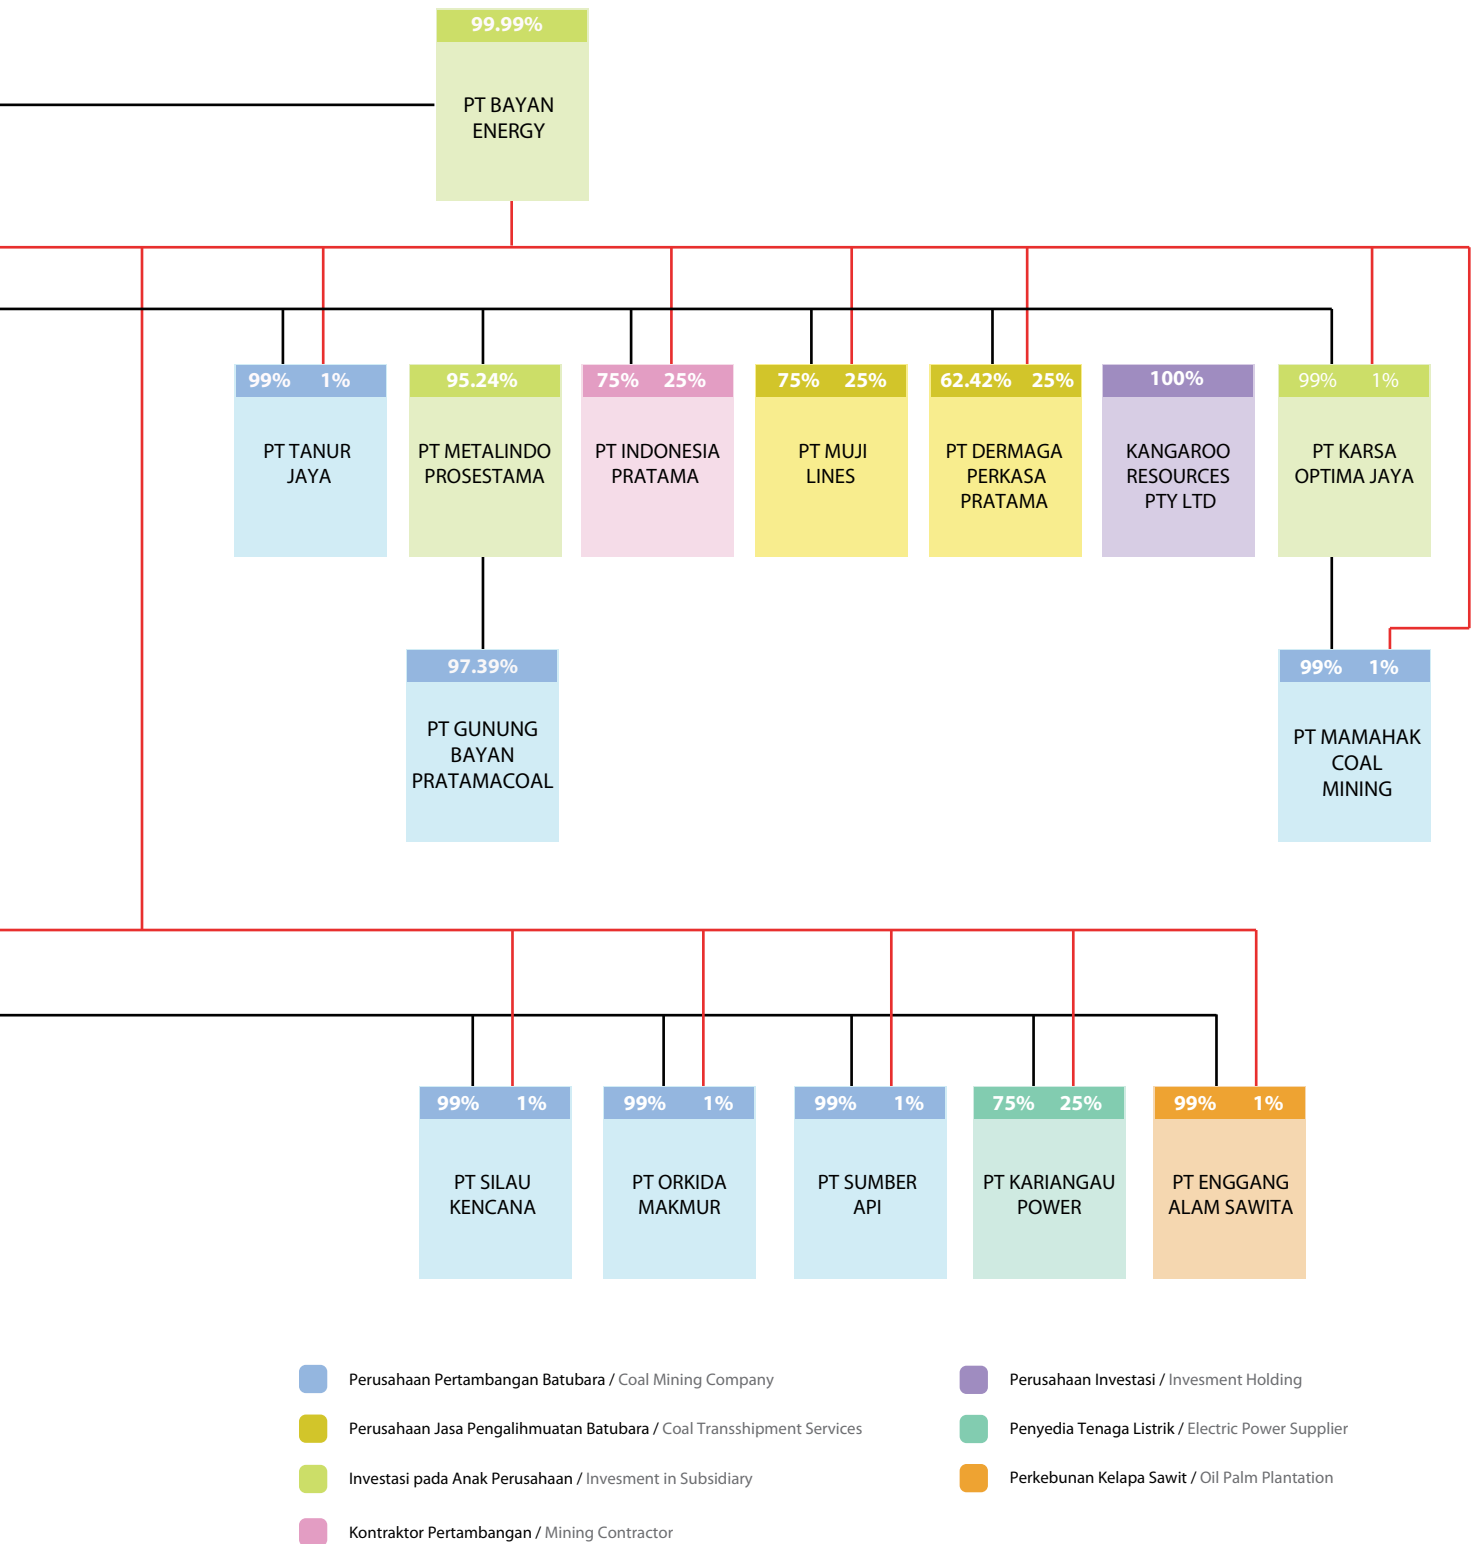 99.99%
PT BAYAN
ENERGY
99% 1%
PT TANUR
JAYA
95.24%
PT METALINDO
PROSESTAMA
75% 25%
PT INDONESIA
PRATAMA
75% 25%
PT MUJI
LINES
62.42% 25%
PT DERMAGA
PERKASA
PRATAMA
100%
KANGAROO
RESOURCES
PTY LTD
99% 1%
PT KARSA
OPTIMA JAYA
97.39%
PT GUNUNG
BAYAN
PRATAMACOAL
99% 1%
PT MAMAHAK
COAL
MINING
99% 1%
PT SILAU
KENCANA
99% 1%
PT ORKIDA
MAKMUR
99% 1%
PT SUMBER
API
75% 25%
PT KARIANGAU
POWER
99% 1%
PT ENGGANG
ALAM SAWITA
Perusahaan Pertambangan Batubara / Coal Mining Company
Perusahaan Jasa Pengalihmuatan Batubara / Coal Transshipment Services
Investasi pada Anak Perusahaan / Invesment in Subsidiary
Kontraktor Pertambangan / Mining Contractor
Perusahaan Investasi / Invesment Holding
Penyedia Tenaga Listrik / Electric Power Supplier
Perkebunan Kelapa Sawit / Oil Palm Plantation